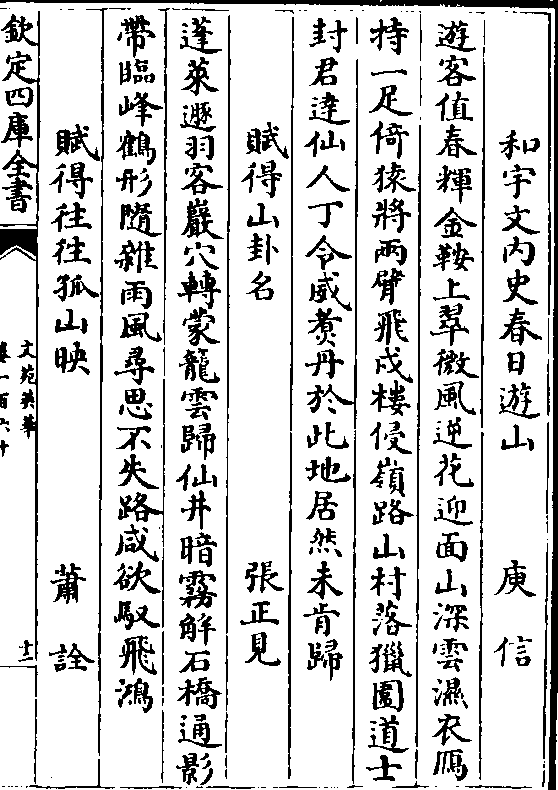 和宇文内史春日遊山　庾信
遊客值春輝金鞍上翠微風逆花迎面山深雲濕衣鴈
持一足倚猿將兩臂飛戍樓侵嶺路山村落獵圍道士
封君達仙人丁令威煑丹於此地居然未肯歸
賦得山卦名　張正見
蓬萊遯羽客巖穴轉蒙籠雲歸仙井暗霧解石橋通影
帶臨峰鶴形隨雜雨風尋思不失路咸欲馭飛鴻
賦得往往孤山映　蕭詮
欽定四庫全書
文苑英華
卷一百六十
十二